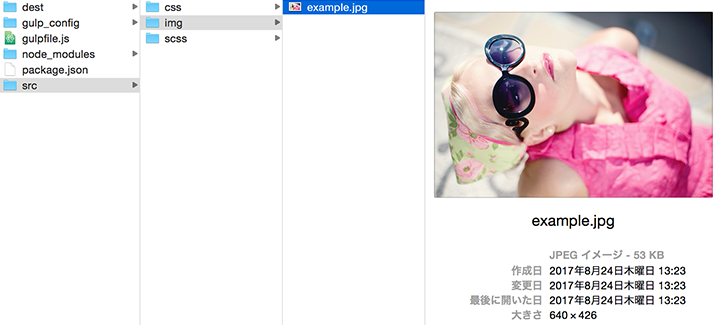 dest
gulp_config
gulpfile.js
node_modules
package.json
src
css
img
scss
example.jpg
example.jpg
JPEG イメージ - 53 KB
作成日 2017年8月24日木曜日 13:23
変更日 2017年8月24日木曜日 13:23
最後に開いた日 2017年8月24日木曜日 13:23
大きさ 640 × 426